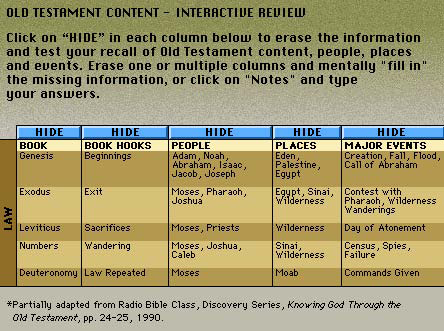 OLD TESTAMENT CONTENT - INTERACTIVE REVIEW
Click on "HIDE" in each column below to erase the information
and test your recall of Old Testament content, people, places
and events. Erase one or multiple columns and mentally "fill in"
the missing information, or click on "Notes" and type
your answers.
HIDE HIDE HIDE HIDE HIDE
BOOK BOOK HOOKS PEOPLE PLACES MAJOR EVENTS
Genesis Beginnings Adam, Noah, Eden, Creation, Fall, Flood,
Abraham, Isaac, Palestine, Call of Abraham
Jacob, Joseph Egypt
Exodus Exit Moses, Pharaoh, Egypt, Sinai, Contest with
Joshua Wilderness Pharaoh, Wilderness
Wanderings
Leviticus Sacrifices Moses, Priests Wilderness Day of Atonement
Numbers Wandering Moses, Joshua, Sinai, Census, Spies,
Caleb Wilderness Failure
Deuteronomy Law Repeated Moses Moab Commands Given
LAW
*Partially adapted from Radio Bible Class, Discovery Series, Knowing God Through the
Old Testament, pp. 24-25, 1990.